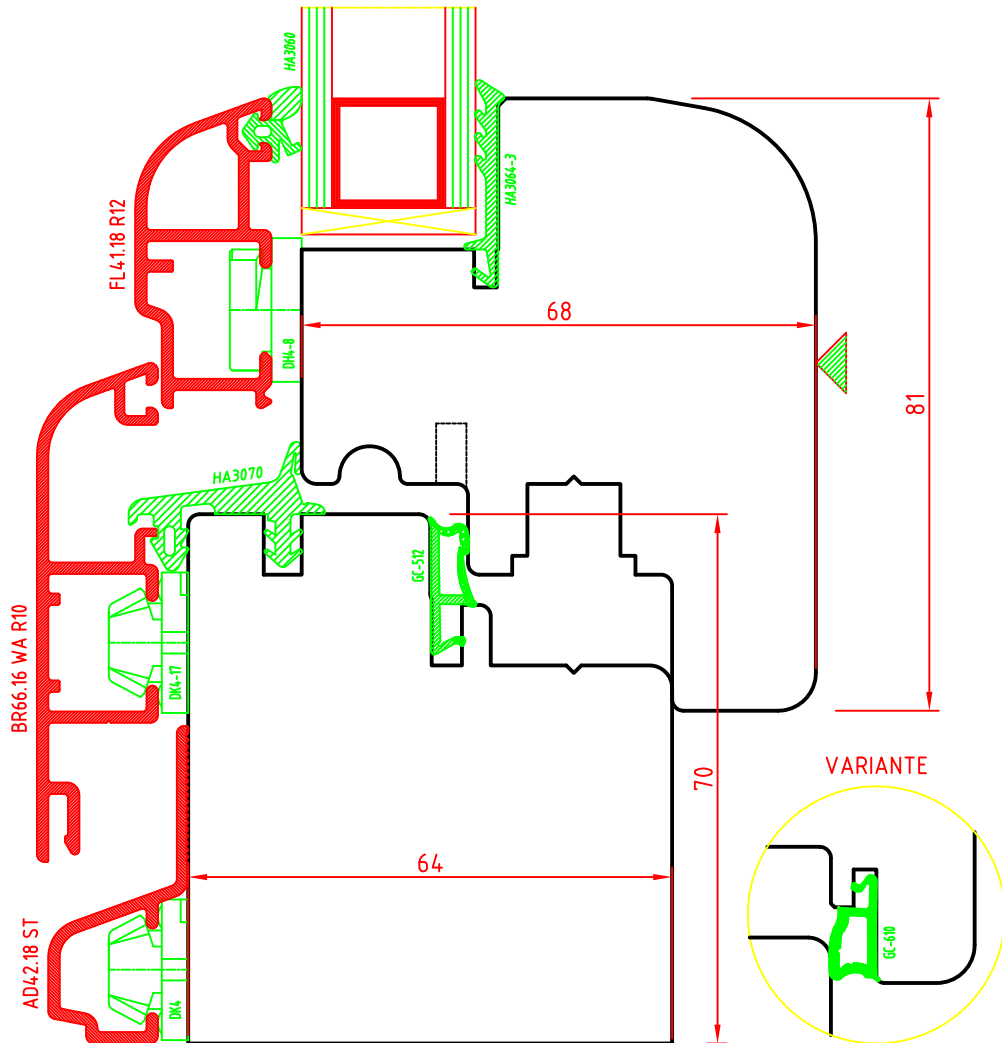 HA3060
HA3064-3
FL41.18 R12
68
DH4-8
81
HA3070
GC-512
BR66.16 WA R10
DK4-17
70
VARIANTE
64
GC-610
AD42.18 ST
DK4